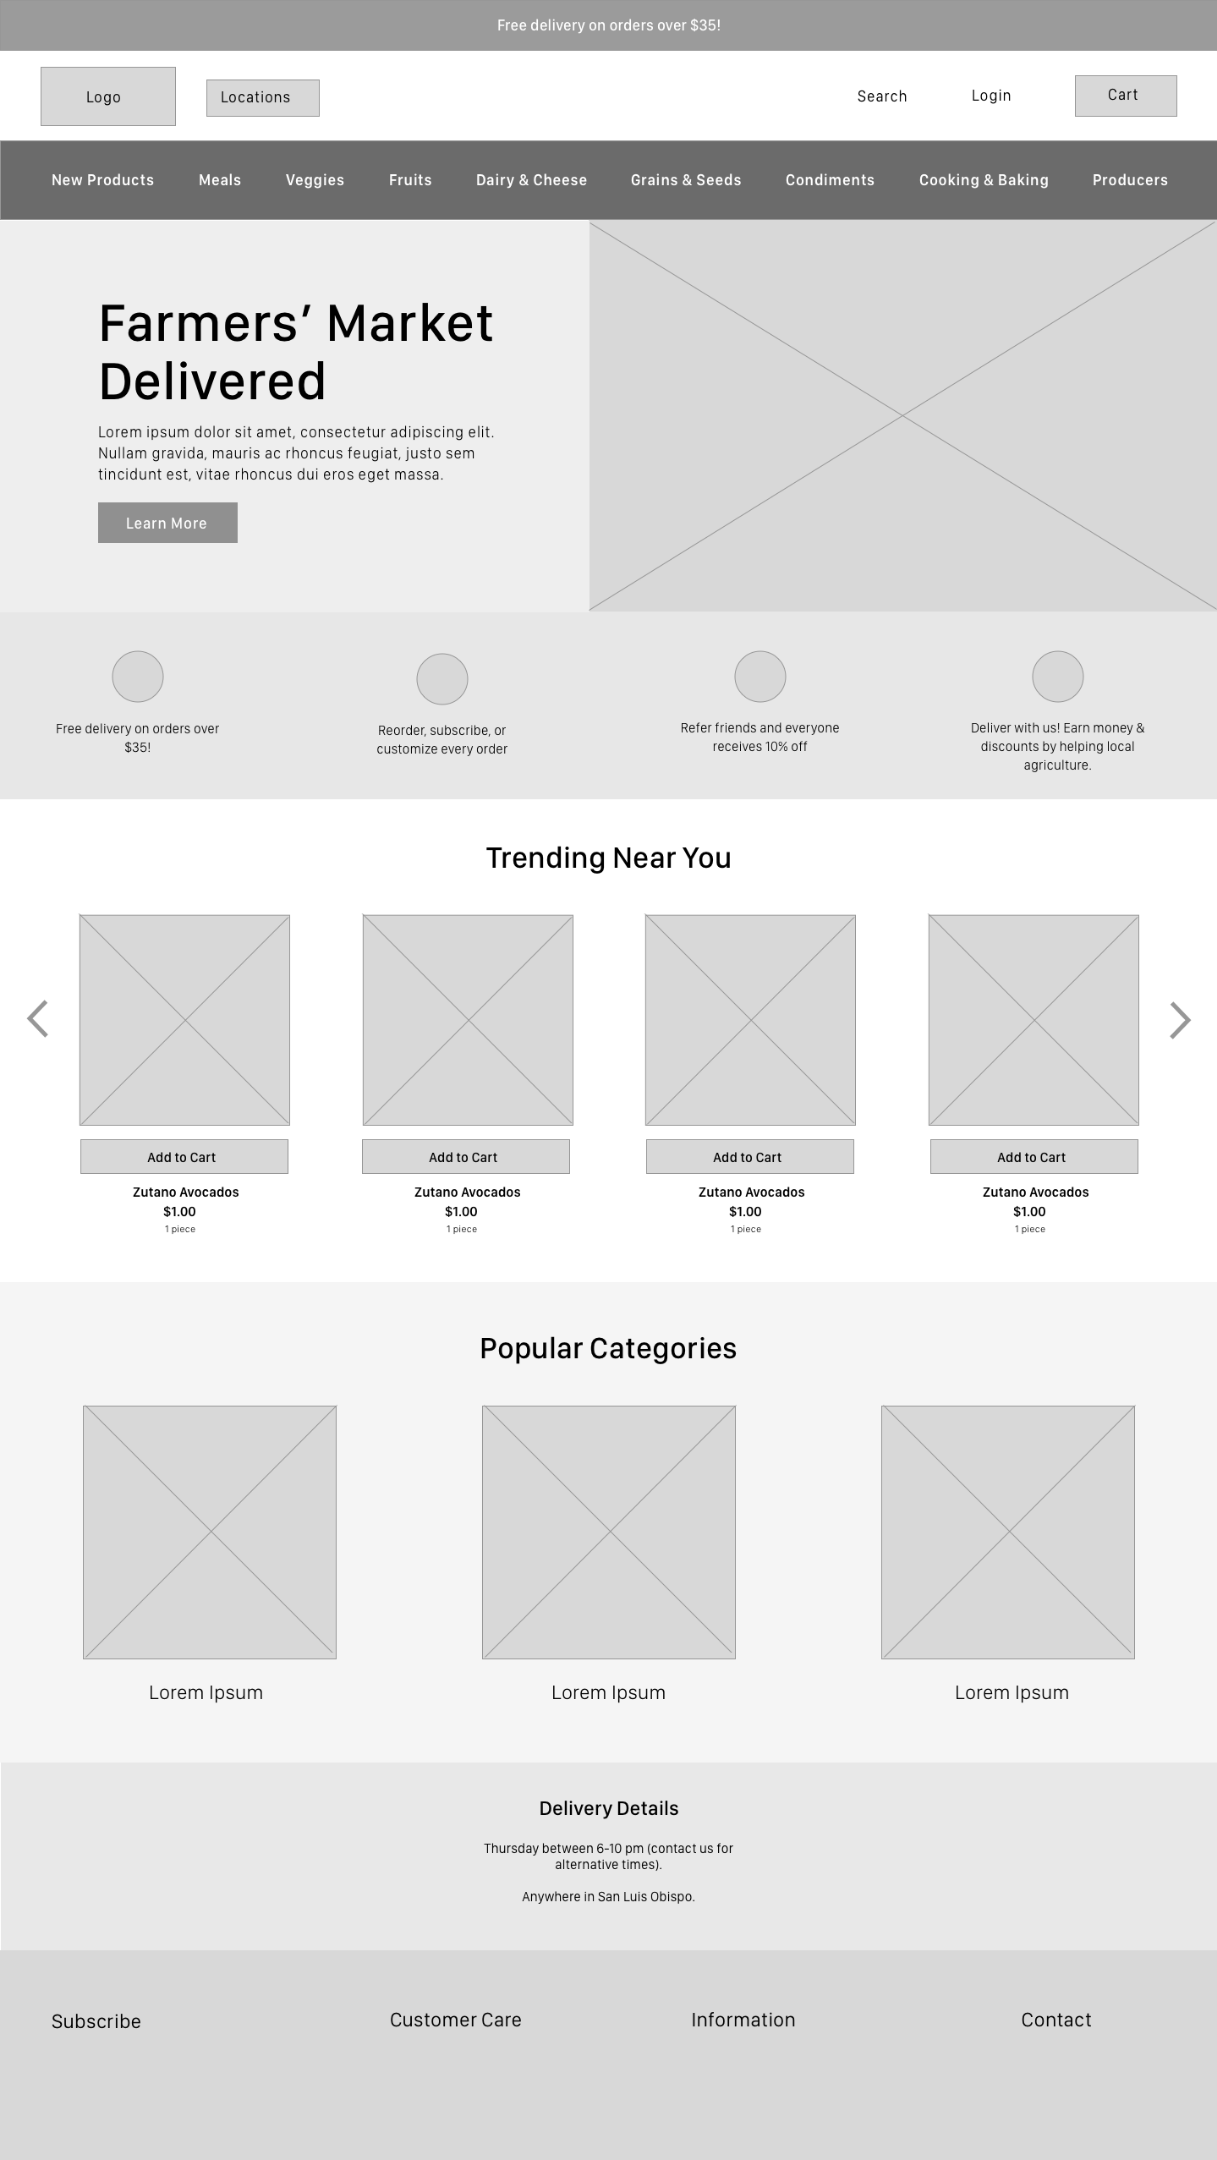 Free delivery on orders over $35!
Logo
Locations
Search
Login
Cart
New Products
Meals
Veggies
Fruits
Dairy & Cheese
Grains & Seeds
Condiments
Cooking & Baking
Producers
Farmers’ Market
Delivered
Lorem ipsum dolor sit amet, consectetur adipiscing elit.
Nullam gravida, mauris ac rhoncus feugiat, justo sem
tincidunt est, vitae rhoncus dui eros eget massa.
Learn More
Free delivery on orders over
$35!
Reorder, subscribe, or
customize every order
Refer friends and everyone
receives 10% off
Deliver with us! Earn money &
discounts by helping local
agriculture.
Trending Near You
Add to Cart
Zutano Avocados
$1.00
1 piece
Add to Cart
Zutano Avocados
$1.00
1 piece
Add to Cart
Zutano Avocados
$1.00
1 piece
Add to Cart
Zutano Avocados
$1.00
1 piece
Popular Categories
Lorem Ipsum
Lorem Ipsum
Lorem Ipsum
Delivery Details
Thursday between 6-10 pm (contact us for
alternative times).
Anywhere in San Luis Obispo.
Subscribe
Customer Care
Information
Contact